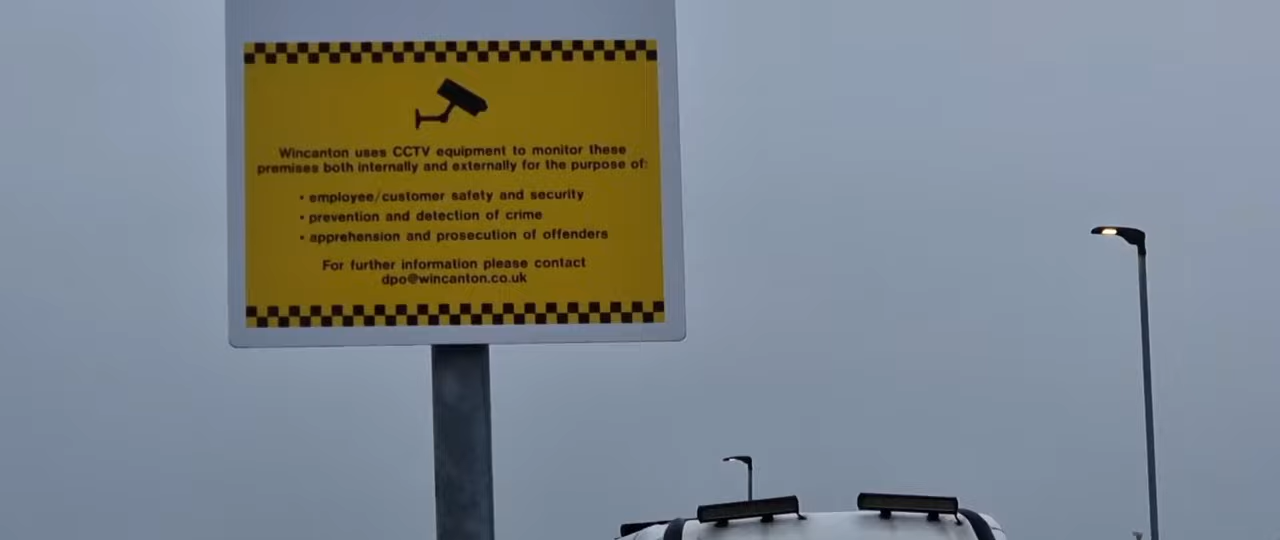 Wincanton uses CCTV equipment to monitor these
premises both internally and externally for the purpose of:
• employee/customer safety and security
• prevention and detection of crime
• apprehension and prosecution of offenders
For further information please contact
dpo@wincanton.co.uk